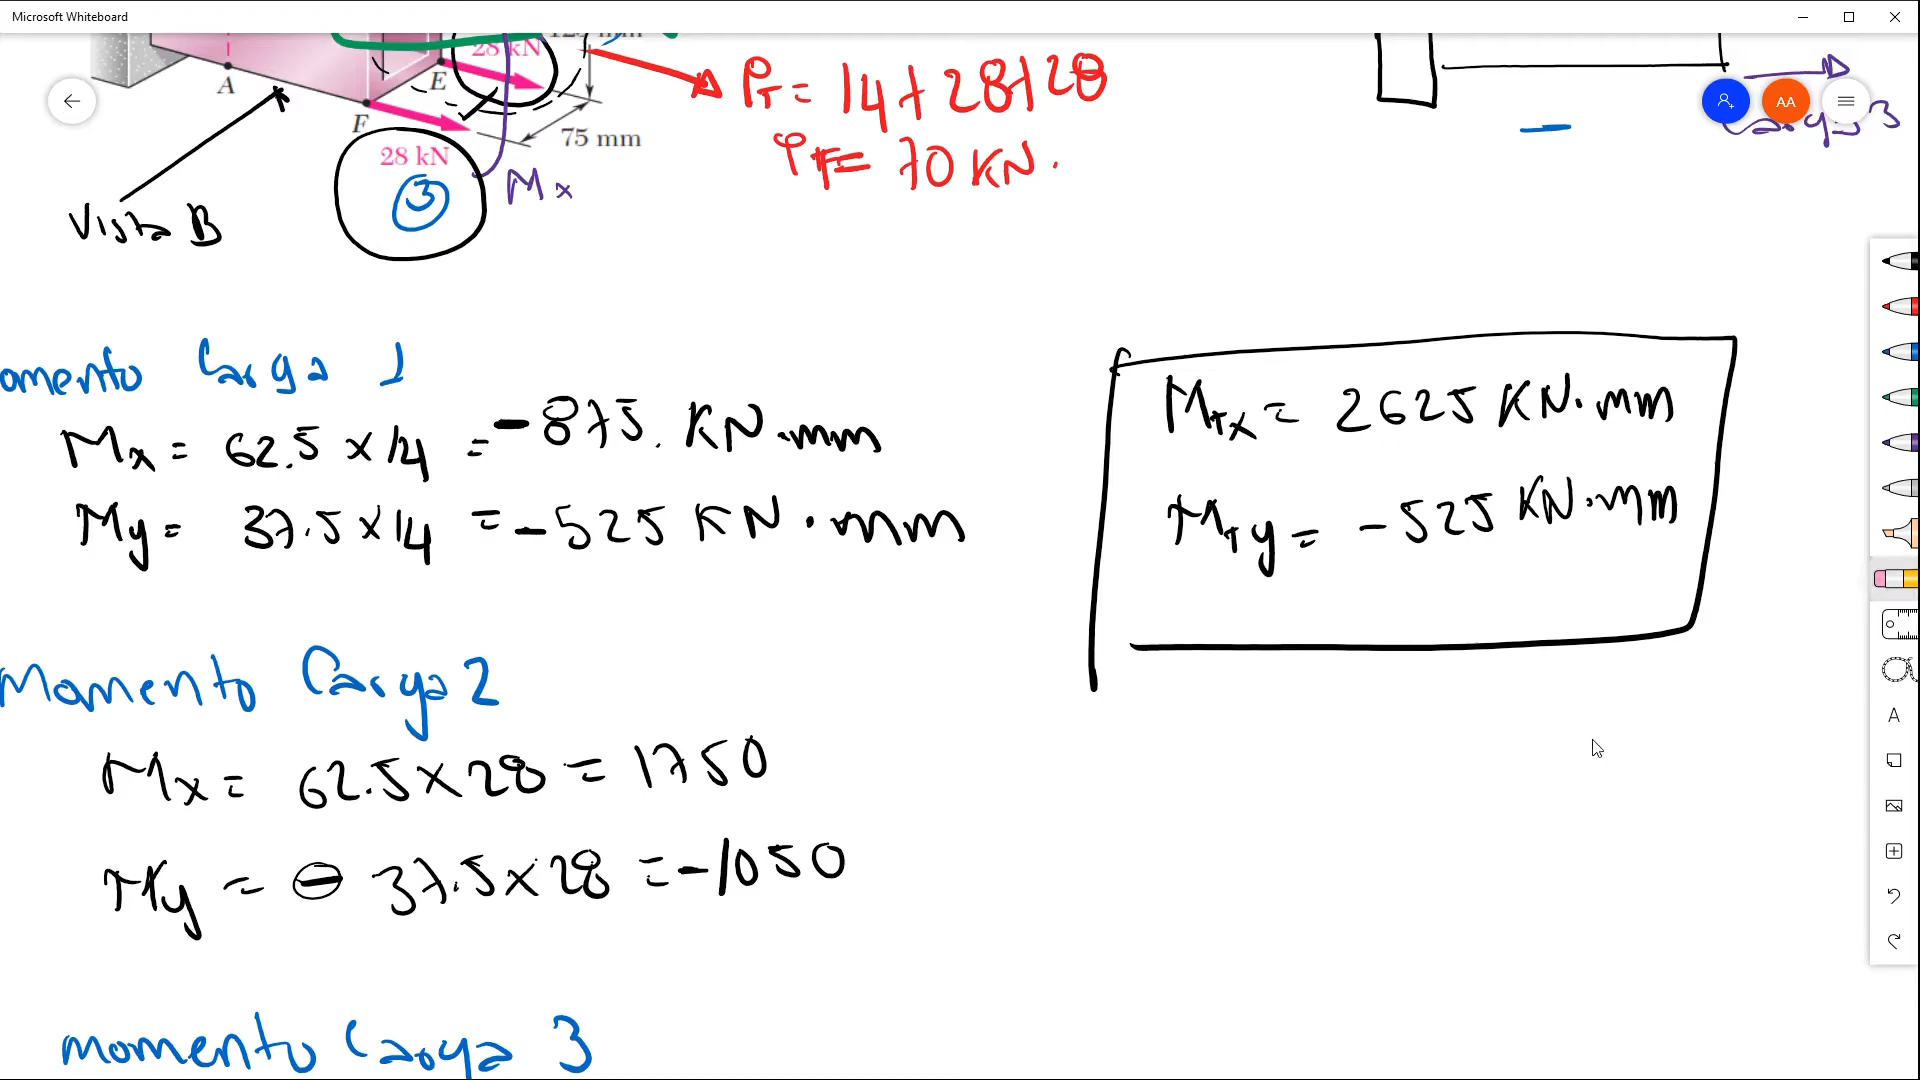 Microsoft Whiteboard
28 kN
E
A
F
75 mm
28 kN
3
Mx
Vista B
PT = 14+28+28
PT = 70 KN.
AA
omento Carga 1
Mx = 62.5 x 14 = -875. KN.mm
My = 37.5x14 = -525 KN.mm
MTx = 2625 KN.mm
MTy = -525 KN.mm
Momento Carga 2
Mx = 62.5x28 = 1750
My = - 37.5x28 = -1050
momento Carga 3
A